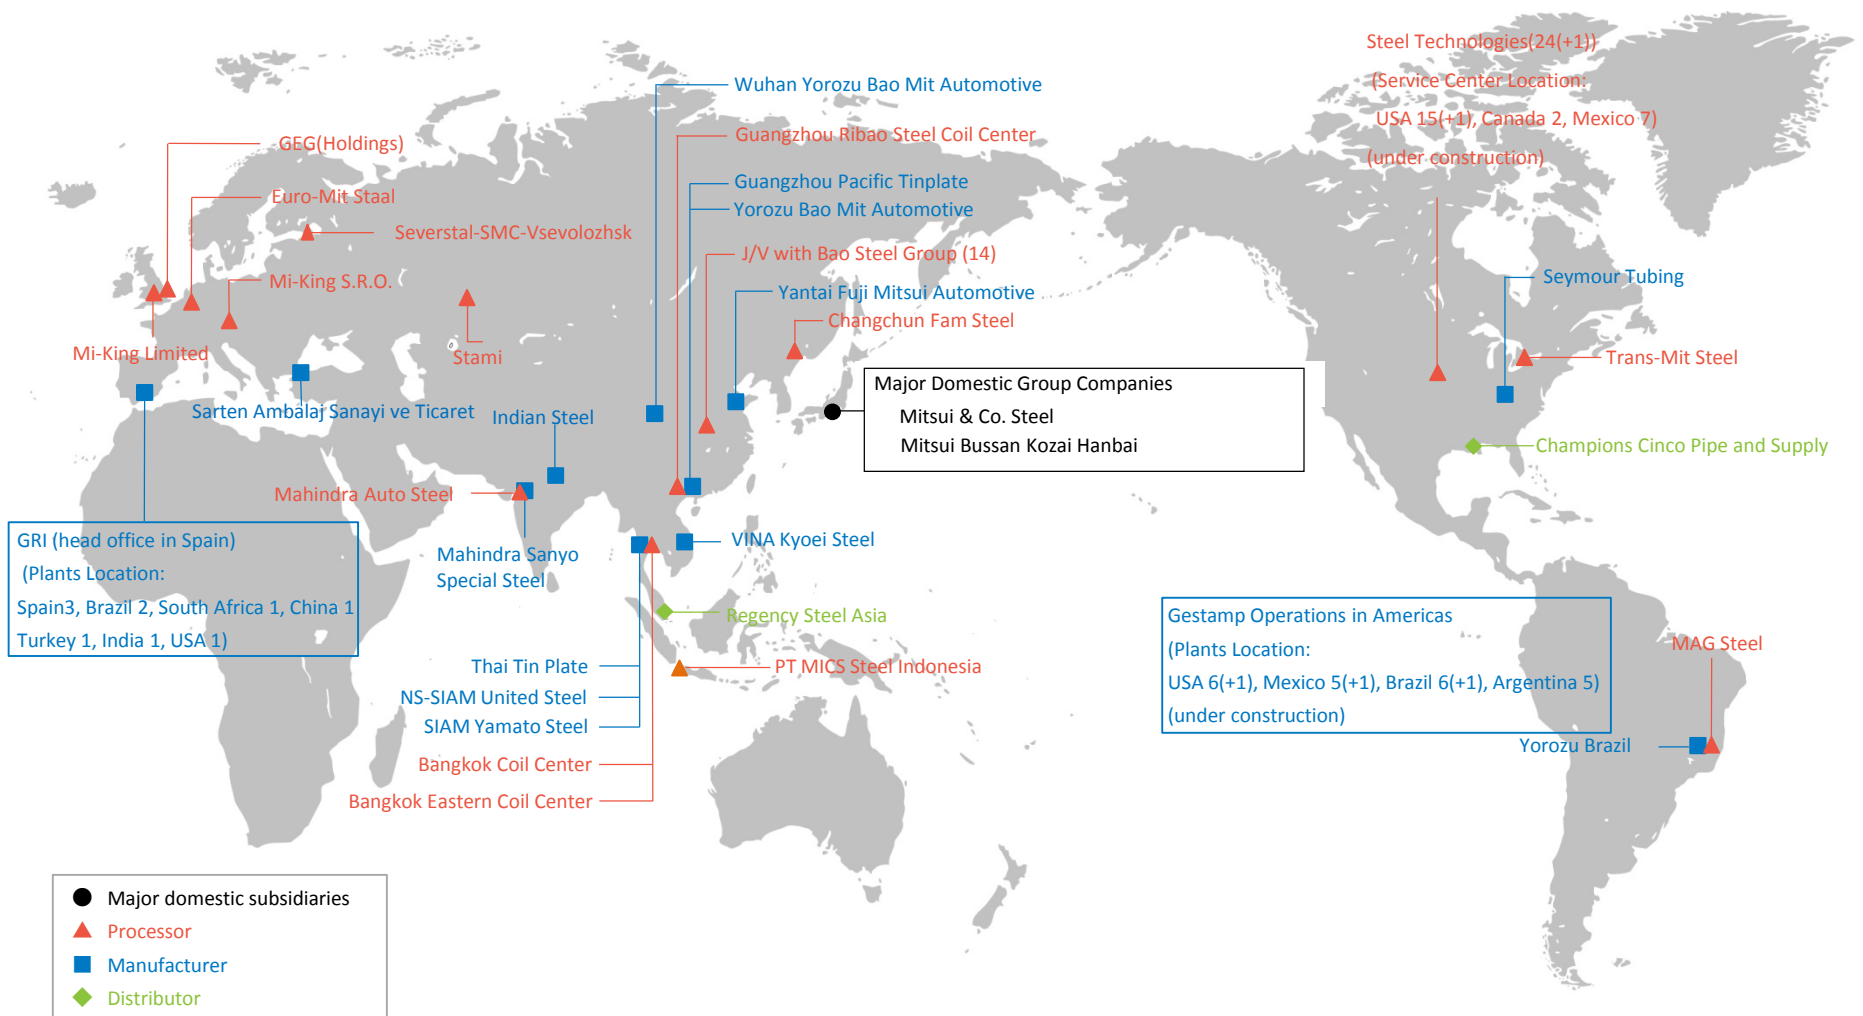 Steel Technologies(24(+1))
(Service Center Location:
USA 15(+1), Canada 2, Mexico 7)
(under construction)
Wuhan Yorozu Bao Mit Automotive
Guangzhou Ribao Steel Coil Center
GEG(Holdings)
Guangzhou Pacific Tinplate
Yorozu Bao Mit Automotive
Euro-Mit Staal
Severstal-SMC-Vsevolozhsk
J/V with Bao Steel Group (14)
Mi-King S.R.O.
Seymour Tubing
Yantai Fuji Mitsui Automotive
Changchun Fam Steel
Mi-King Limited
Stami
Trans-Mit Steel
Major Domestic Group Companies
Mitsui & Co. Steel
Mitsui Bussan Kozai Hanbai
Sarten Ambalaj Sanayi ve Ticaret
Indian Steel
Champions Cinco Pipe and Supply
Mahindra Auto Steel
GRI (head office in Spain)
(Plants Location:
Spain3, Brazil 2, South Africa 1, China 1
Turkey 1, India 1, USA 1)
Mahindra Sanyo
Special Steel
VINA Kyoei Steel
Regency Steel Asia
Gestamp Operations in Americas
(Plants Location:
USA 6(+1), Mexico 5(+1), Brazil 6(+1), Argentina 5)
(under construction)
MAG Steel
Thai Tin Plate
PT MICS Steel Indonesia
NS-SIAM United Steel
SIAM Yamato Steel
Yorozu Brazil
Bangkok Coil Center
Bangkok Eastern Coil Center
Major domestic subsidiaries
Processor
Manufacturer
Distributor